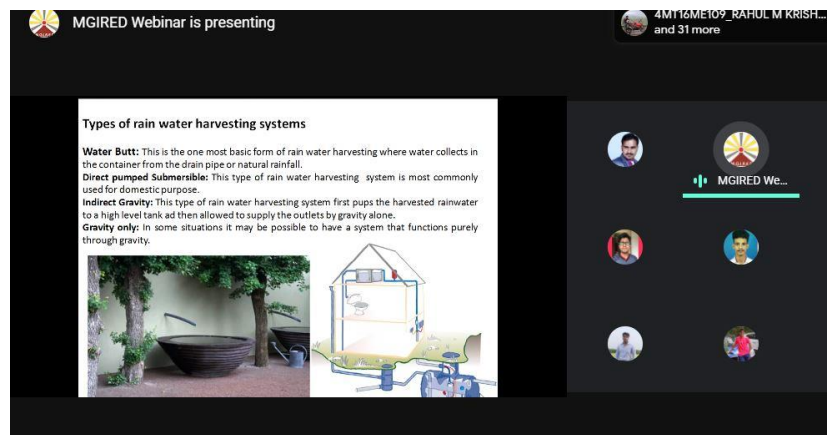 MGIRED Webinar is presenting
4MT16ME109_RAHUL M KRISH...
and 31 more
Types of rain water harvesting systems
Water Butt: This is the one most basic form of rain water harvesting where water collects in
the container from the drain pipe or natural rainfall.
Direct pumped Submersible: This type of rain water harvesting system is most commonly
used for domestic purpose.
Indirect Gravity: This type of rain water harvesting system first pups the harvested rainwater
to a high level tank ad then allowed to supply the outlets by gravity alone.
Gravity only: In some situations it may be possible to have a system that functions purely
through gravity.
MGIRED We...